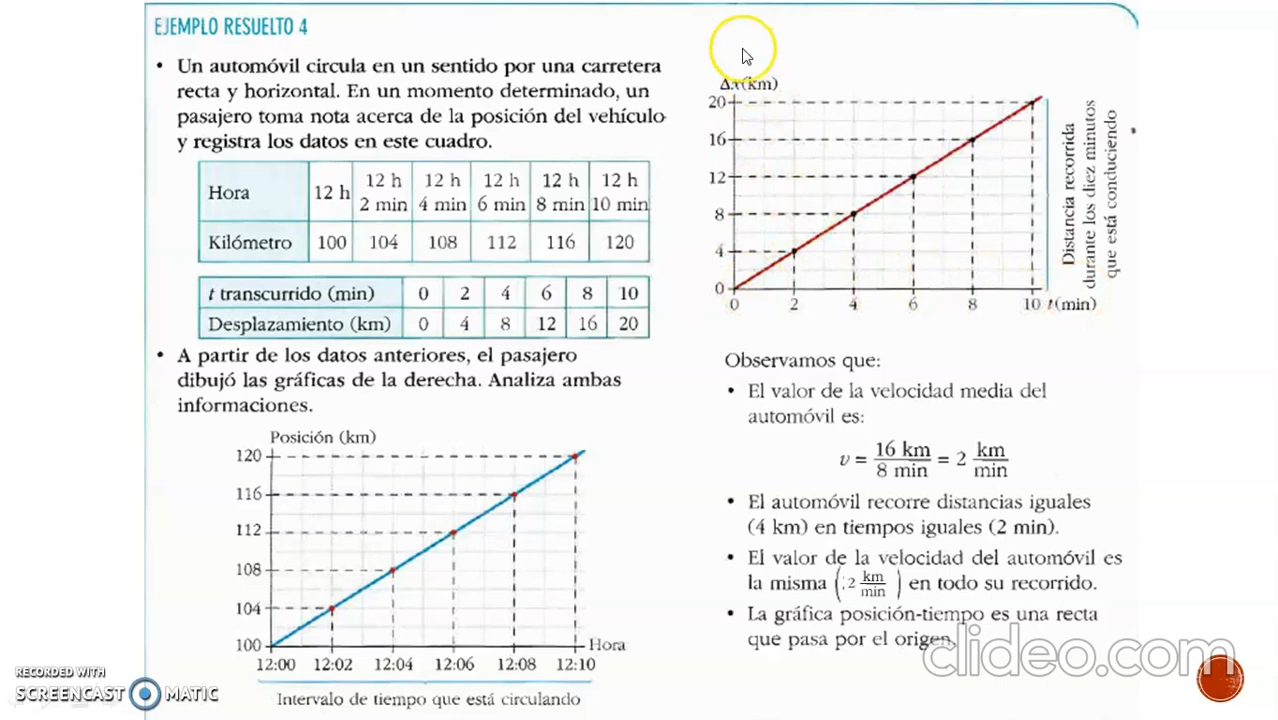 EJEMPLO RESUELTO 4
• Un automóvil circula en un sentido por una carretera
recta y horizontal. En un momento determinado, un
pasajero toma nota acerca de la posición del vehículo
y registra los datos en este cuadro.
Hora 12 h 12 h 2 min 12 h 4 min 12 h 6 min 12 h 8 min 12 h 10 min
Kilómetro 100 104 108 112 116 120
t transcurrido (min) 0 2 4 6 8 10
Desplazamiento (km) 0 4 8 12 16 20
• A partir de los datos anteriores, el pasajero
dibujó las gráficas de la derecha. Analiza ambas
informaciones.
Posición (km)
120
116
112
108
104
100
Hora
12:00 12:02 12:04 12:06 12:08 12:10
Intervalo de tiempo que está circulando
Δx(km)
20
16
12
8
4
0
0 2 4 6 8 10 t(min)
Distancia recorrida
durante los diez minutos
que está conduciendo
Observamos que:
• El valor de la velocidad media del
automóvil es:
v = 16 km / 8 min = 2 km / min
• El automóvil recorre distancias iguales
(4 km) en tiempos iguales (2 min).
• El valor de la velocidad del automóvil es
la misma (2 km / min) en todo su recorrido.
• La gráfica posición-tiempo es una recta
que pasa por el origen.
clideo.com
RECORDED WITH
SCREENCAST MATIC